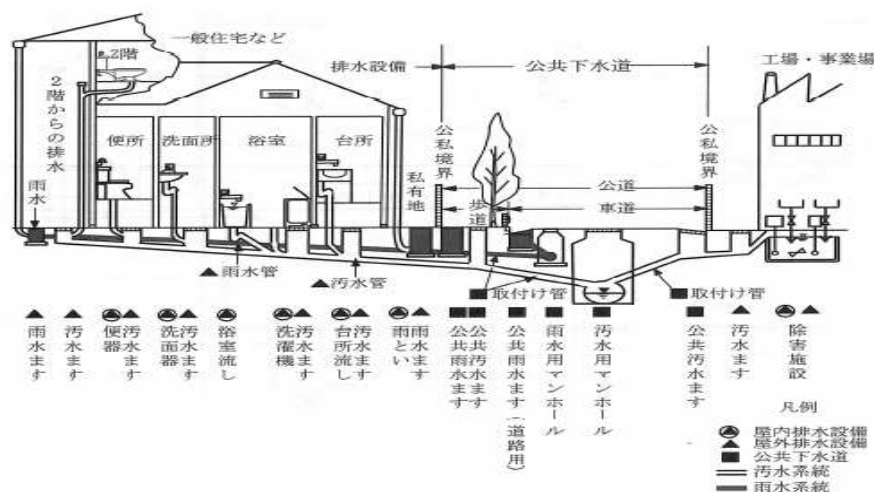 一般住宅など
2階
2階からの排水
雨水
便所
洗面所
浴室
台所
排水設備
公共下水道
工場・事業場
公私境界
公私境界
私有地
公道
歩道
車道
▲雨水管
▲汚水管
■取付け管
■取付け管
雨水ます
汚水ます
便器
汚水ます
洗面器
汚水ます
浴室流し
洗濯機
汚水ます
台所流し
汚水ます
雨とい
雨水ます
公共雨水ます
公共汚水ます
公共雨水ます(道路用)
雨水用マンホール
汚水用マンホール
公共汚水ます
汚水ます
除害施設
凡例
屋内排水設備
▲ 屋外排水設備
■ 公共下水道
汚水系統
雨水系統